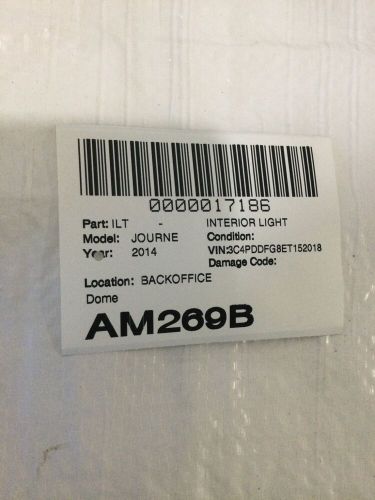 0000017186
Part: ILT - INTERIOR LIGHT
Model: JOURNE Condition:
Year: 2014 VIN:3C4PDDFG8ET152018
Damage Code:
Location: BACKOFFICE
Dome
AM269B